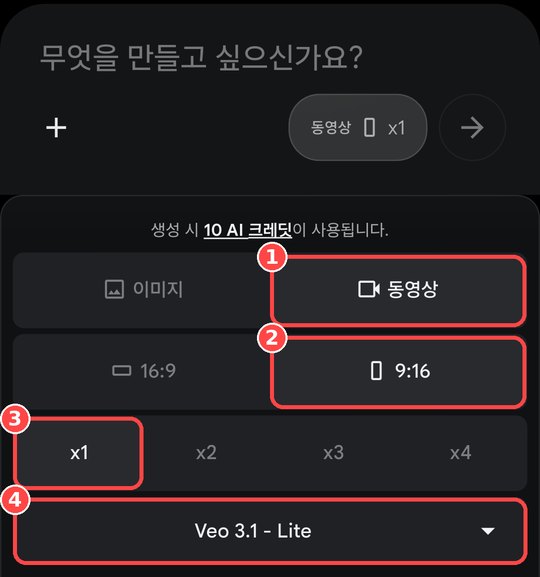 무엇을 만들고 싶으신가요?
동영상 x1
생성 시 10 AI 크레딧이 사용됩니다.
1
이미지 동영상
2
16:9 9:16
3
x1 x2 x3 x4
4
Veo 3.1 - Lite